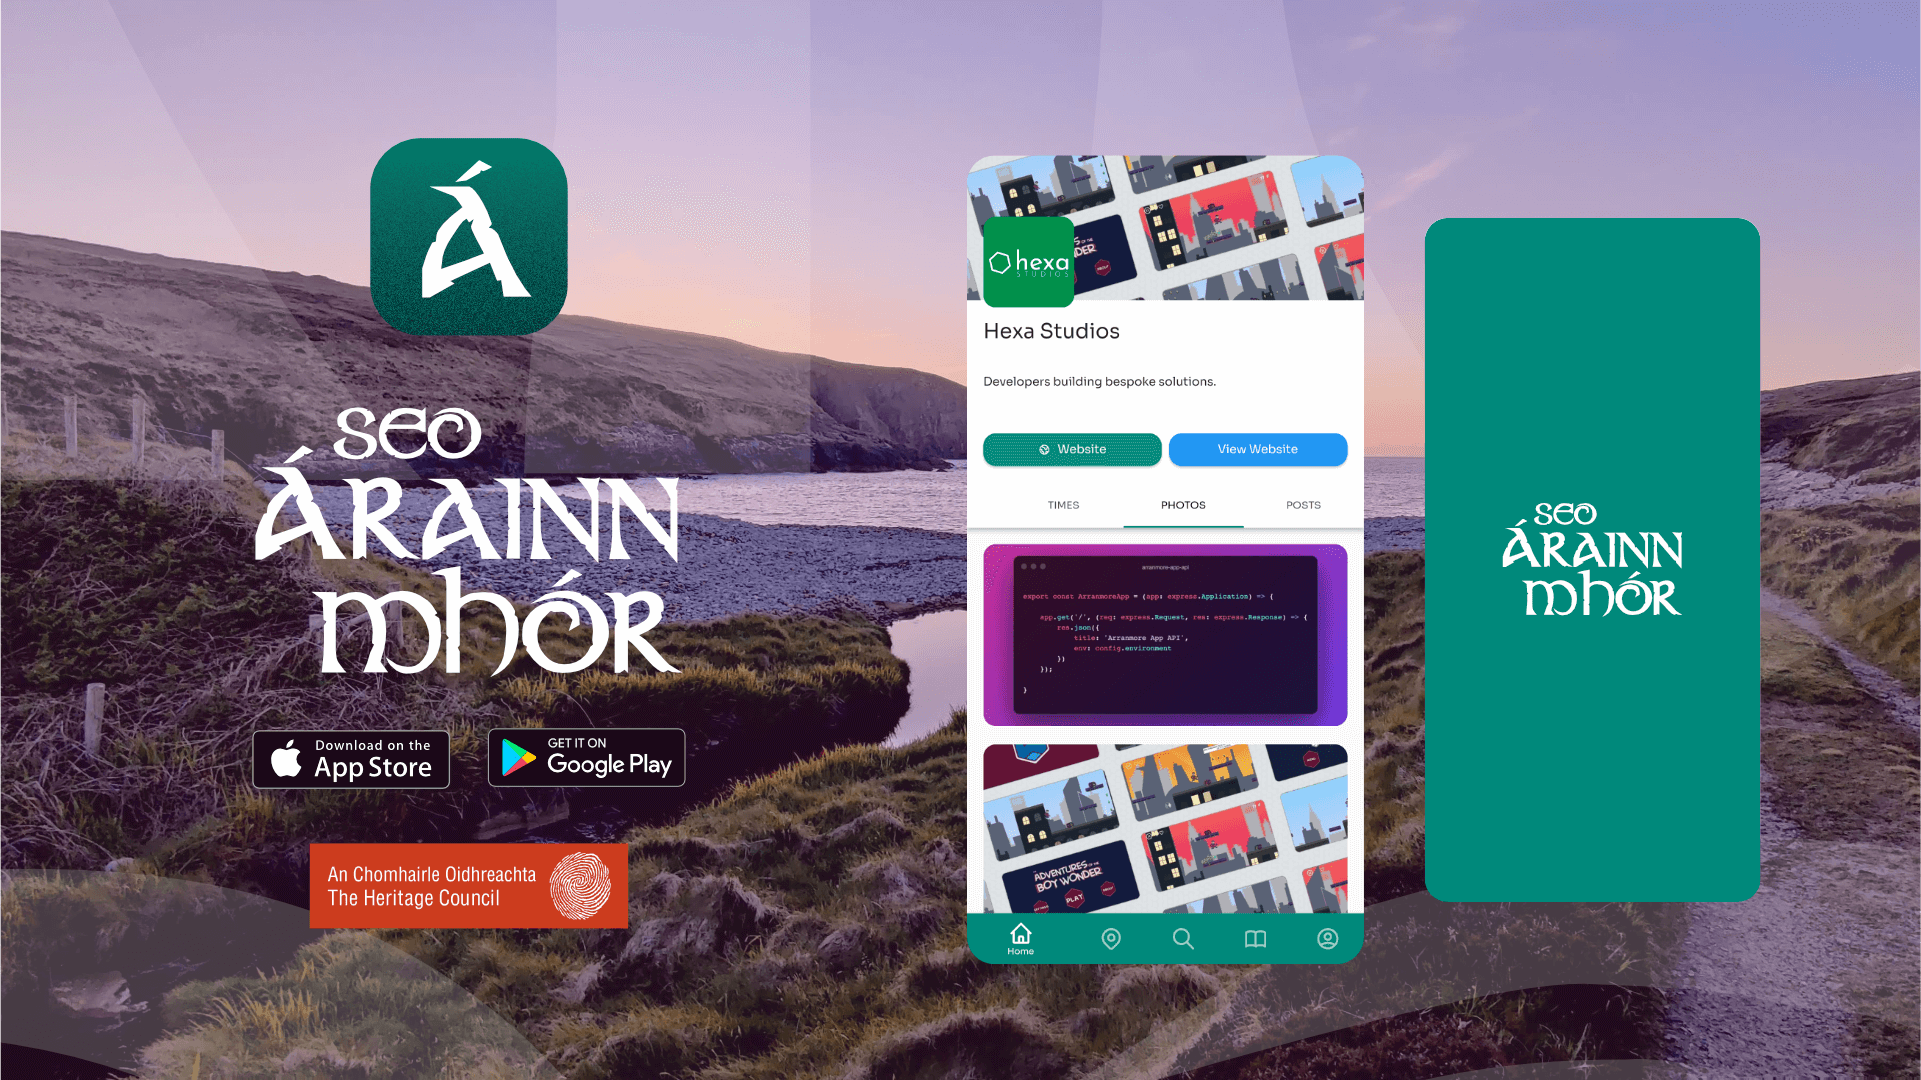 Á
SEO
ÁRAINN
MHÓR
Download on the
App Store
GET IT ON
Google Play
An Chomhairle Oidhreachta
The Heritage Council
hexa
STUDIOS
Hexa Studios
Developers building bespoke solutions.
Website
View Website
TIMES
PHOTOS
POSTS
arranmore-app-api
export const ArranmoreApp = (app: express.Application) => {
app.get('/', (req: express.Request, res: express.Response) => {
res.json({
title: 'Arranmore App API',
env: config.environment
})
});
}
ADVENTURES OF THE
BOY WONDER
PLAY
Home
SEO
ÁRAINN
MHÓR